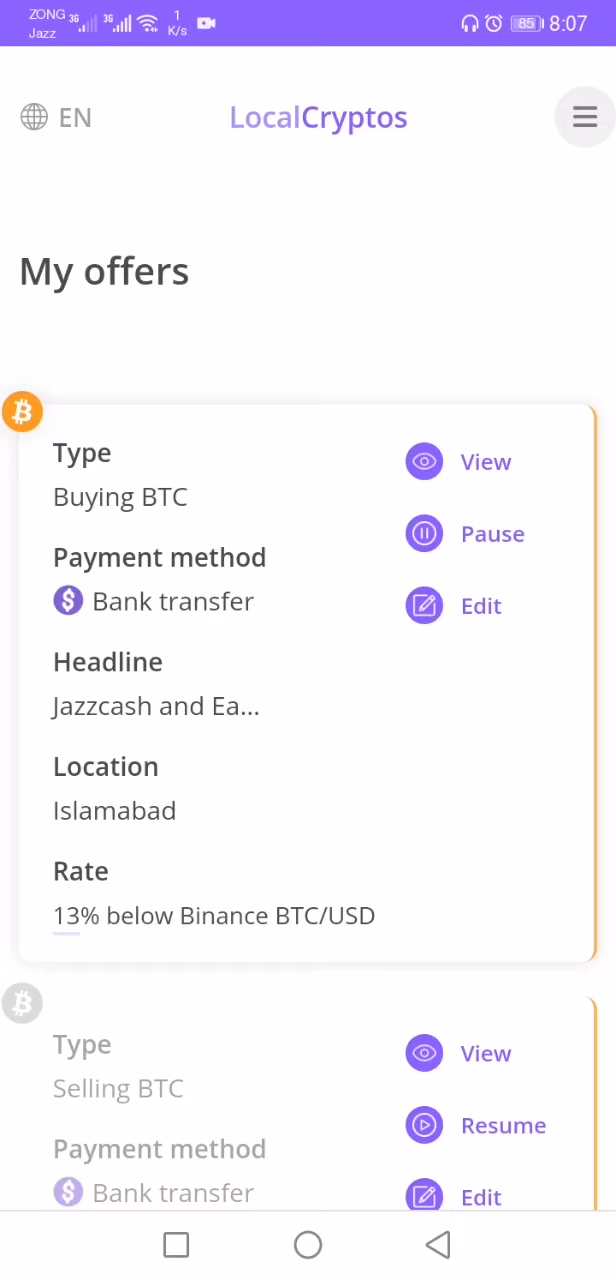 ZONG 3G 3G 1 K/s 85 8:07
Jazz
EN LocalCryptos
My offers
Type
Buying BTC
View
Pause
Payment method
Bank transfer
Edit
Headline
Jazzcash and Ea...
Location
Islamabad
Rate
13% below Binance BTC/USD
Type
Selling BTC
View
Resume
Payment method
Bank transfer
Edit